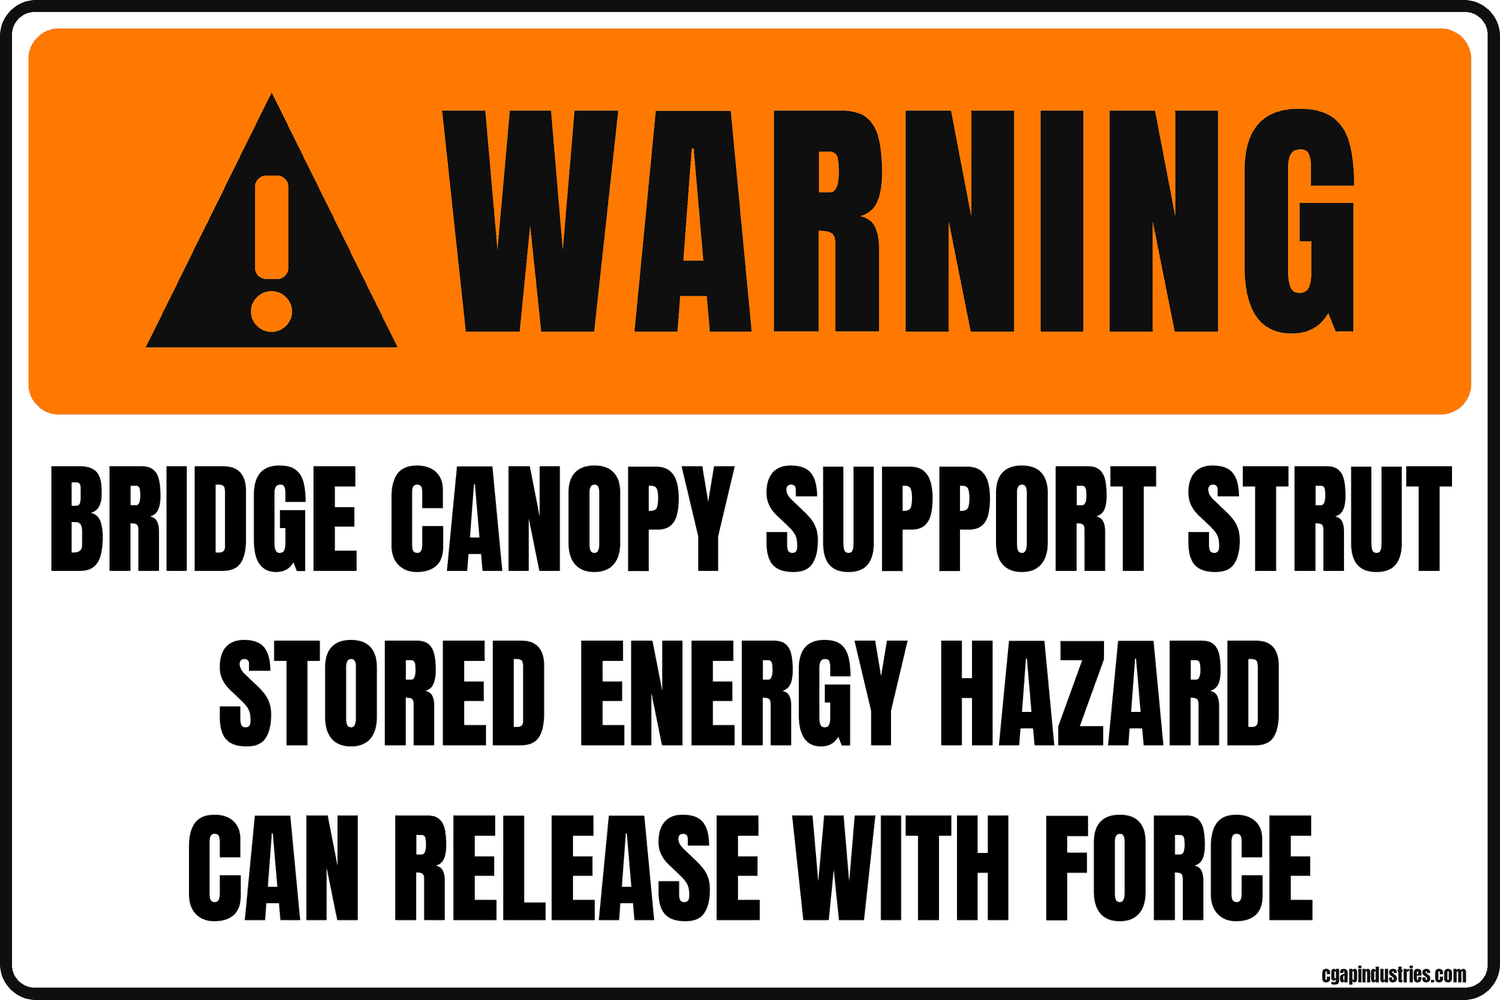 WARNING
BRIDGE CANOPY SUPPORT STRUT
STORED ENERGY HAZARD
CAN RELEASE WITH FORCE
cgapindustries.com